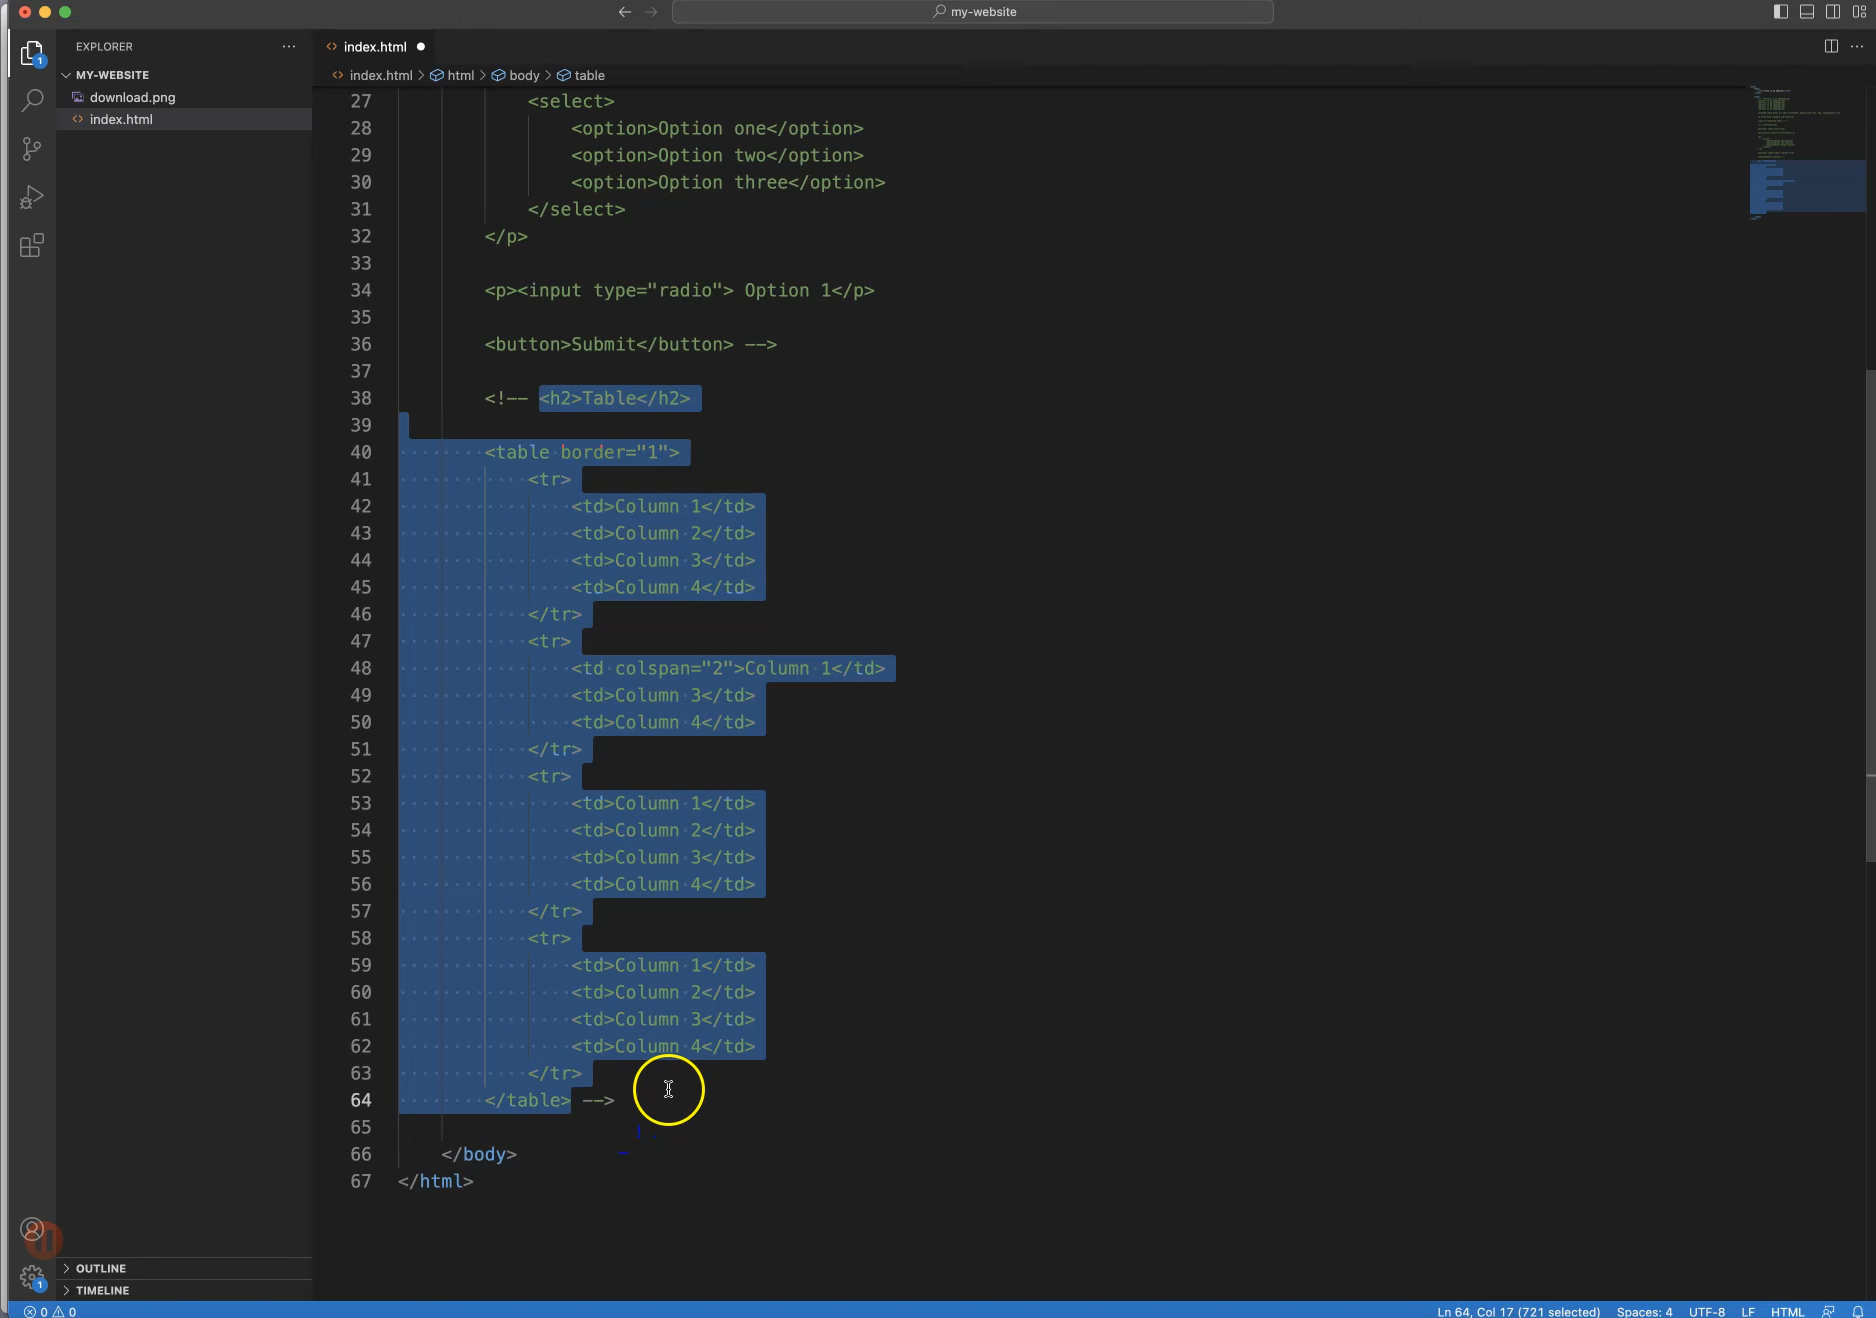 my-website
EXPLORER
index.html
MY-WEBSITE
download.png
index.html
index.html > html > body > table
27 <select>
28 <option>Option one</option>
29 <option>Option two</option>
30 <option>Option three</option>
31 </select>
32 </p>
33
34 <p><input type="radio"> Option 1</p>
35
36 <button>Submit</button> -->
37
38 <!-- <h2>Table</h2>
39
40 <table border="1">
41 <tr>
42 <td>Column 1</td>
43 <td>Column 2</td>
44 <td>Column 3</td>
45 <td>Column 4</td>
46 </tr>
47 <tr>
48 <td colspan="2">Column 1</td>
49 <td>Column 3</td>
50 <td>Column 4</td>
51 </tr>
52 <tr>
53 <td>Column 1</td>
54 <td>Column 2</td>
55 <td>Column 3</td>
56 <td>Column 4</td>
57 </tr>
58 <tr>
59 <td>Column 1</td>
60 <td>Column 2</td>
61 <td>Column 3</td>
62 <td>Column 4</td>
63 </tr>
64 </table> -->
65
66 </body>
67 </html>
1
1
OUTLINE
TIMELINE
0 0
Ln 64, Col 17 (721 selected) Spaces: 4 UTF-8 LF HTML